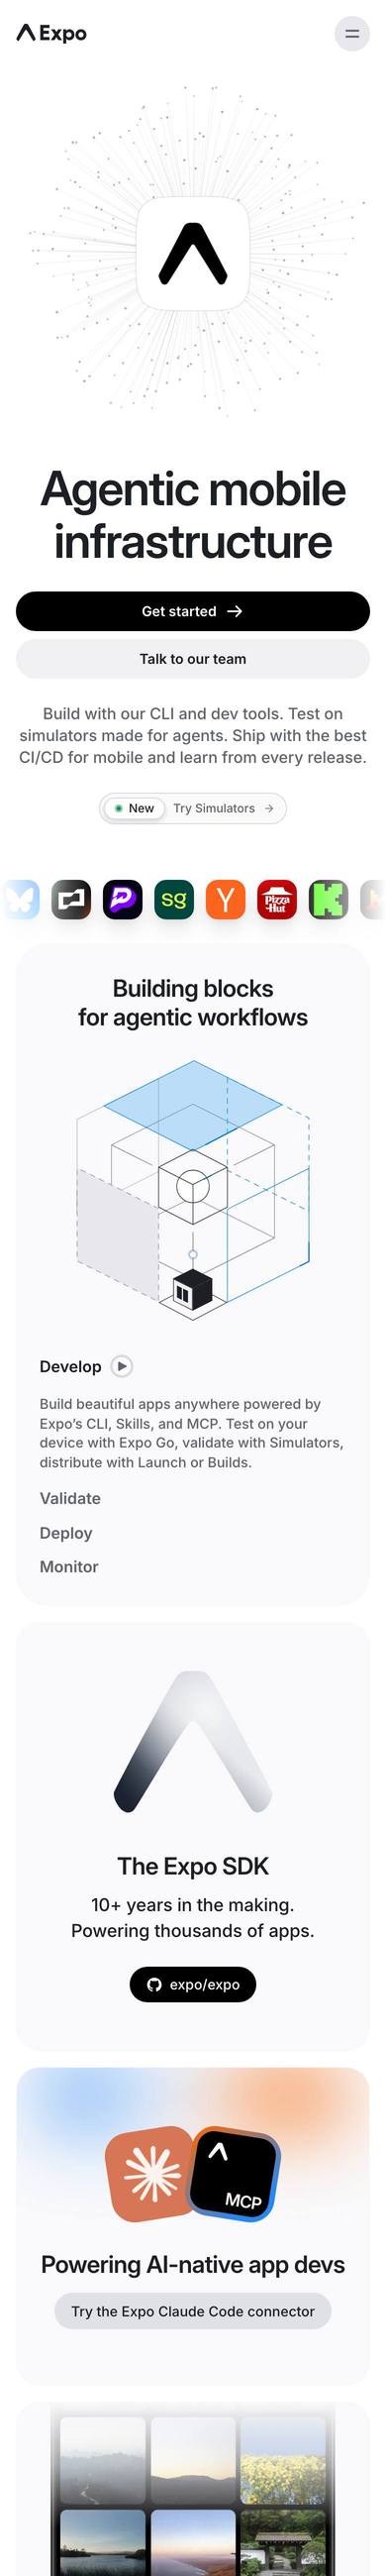 Expo
Agentic mobile
infrastructure
Get started
Talk to our team
Build with our CLI and dev tools. Test on
simulators made for agents. Ship with the best
CI/CD for mobile and learn from every release.
New Try Simulators
sg Y Pizza Hut K
Building blocks
for agentic workflows
Develop
Build beautiful apps anywhere powered by
Expo’s CLI, Skills, and MCP. Test on your
device with Expo Go, validate with Simulators,
distribute with Launch or Builds.
Validate
Deploy
Monitor
The Expo SDK
10+ years in the making.
Powering thousands of apps.
expo/expo
MCP
Powering AI-native app devs
Try the Expo Claude Code connector